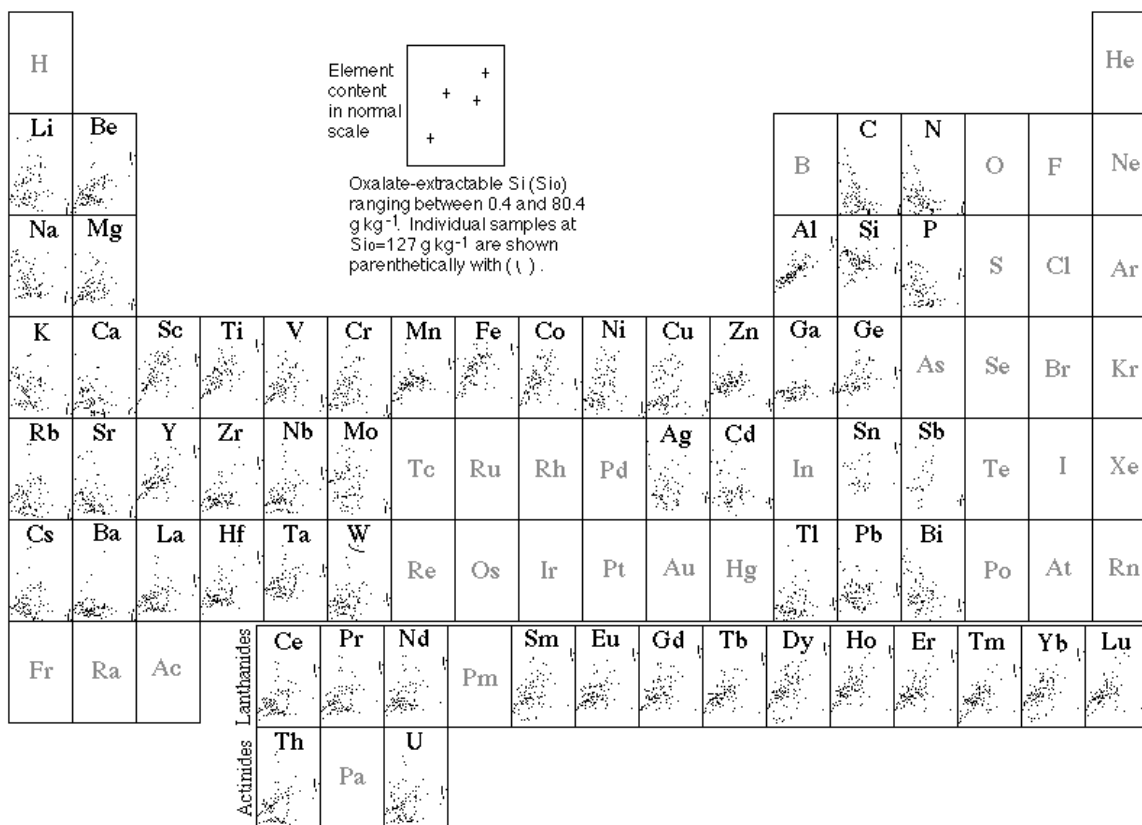 H
He
Element
content
in normal
scale
Oxalate-extractable Si (Si₀)
ranging between 0.4 and 80.4
g kg⁻¹. Individual samples at
Si₀=127 g kg⁻¹ are shown
parenthetically with ( \ ) .
Li Be
B C N O F Ne
Na Mg
Al Si P S Cl Ar
K Ca Sc Ti V Cr Mn Fe Co Ni Cu Zn Ga Ge As Se Br Kr
Rb Sr Y Zr Nb Mo Tc Ru Rh Pd Ag Cd In Sn Sb Te I Xe
Cs Ba La Hf Ta W Re Os Ir Pt Au Hg Tl Pb Bi Po At Rn
Fr Ra Ac
Lanthanides
Ce Pr Nd Pm Sm Eu Gd Tb Dy Ho Er Tm Yb Lu
Actinides
Th Pa U